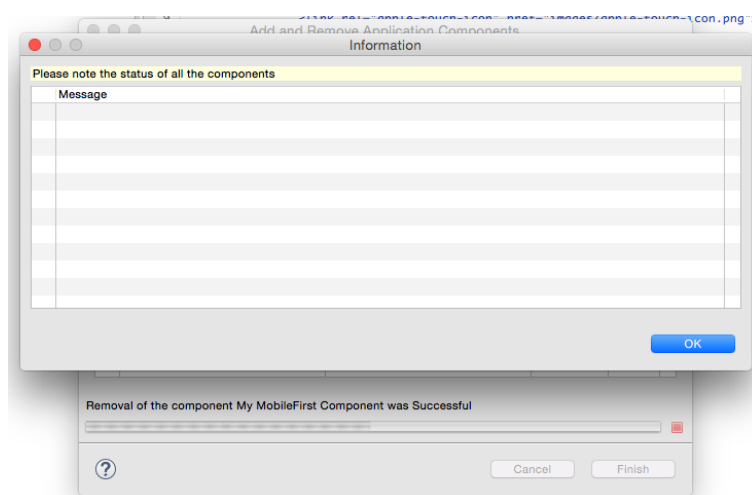 <link rel="apple-touch-icon" href="images/apple-touch-icon.png"
Add and Remove Application Components
Information
Please note the status of all the components
Message
OK
Removal of the component My MobileFirst Component was Successful
?
Cancel
Finish